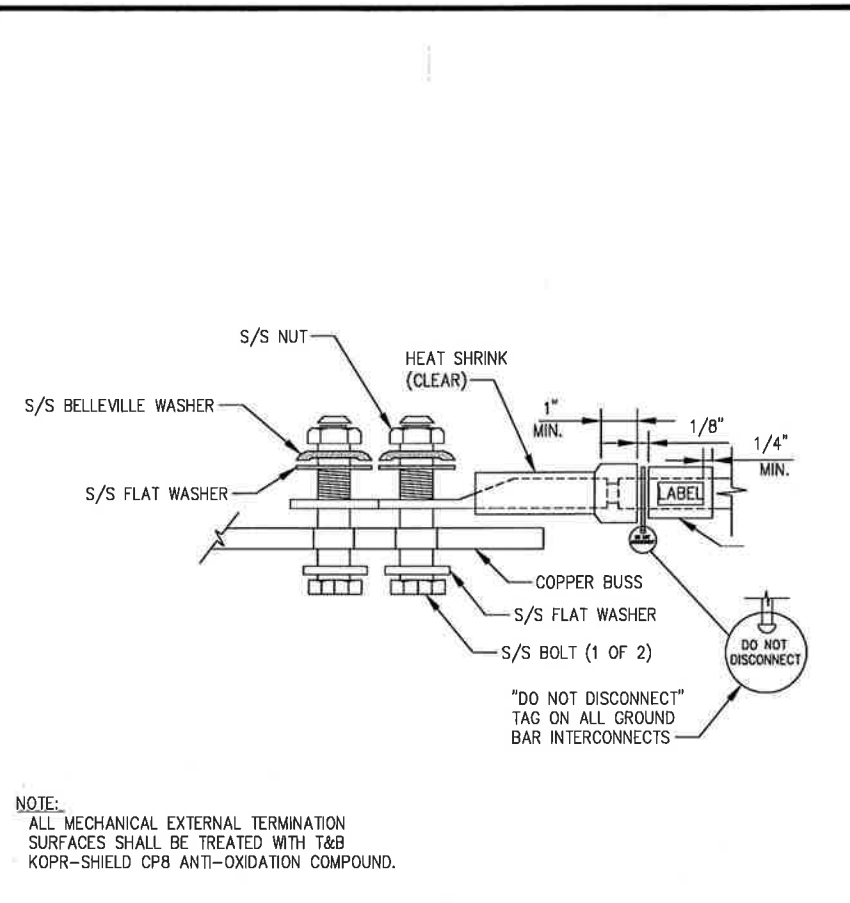 S/S NUT
HEAT SHRINK
(CLEAR)
S/S BELLEVILLE WASHER
1"
MIN.
1/8"
1/4"
MIN.
S/S FLAT WASHER
LABEL
COPPER BUSS
S/S FLAT WASHER
S/S BOLT (1 OF 2)
DO NOT
DISCONNECT
"DO NOT DISCONNECT"
TAG ON ALL GROUND
BAR INTERCONNECTS
NOTE:
ALL MECHANICAL EXTERNAL TERMINATION
SURFACES SHALL BE TREATED WITH T&B
KOPR-SHIELD CP8 ANTI-OXIDATION COMPOUND.